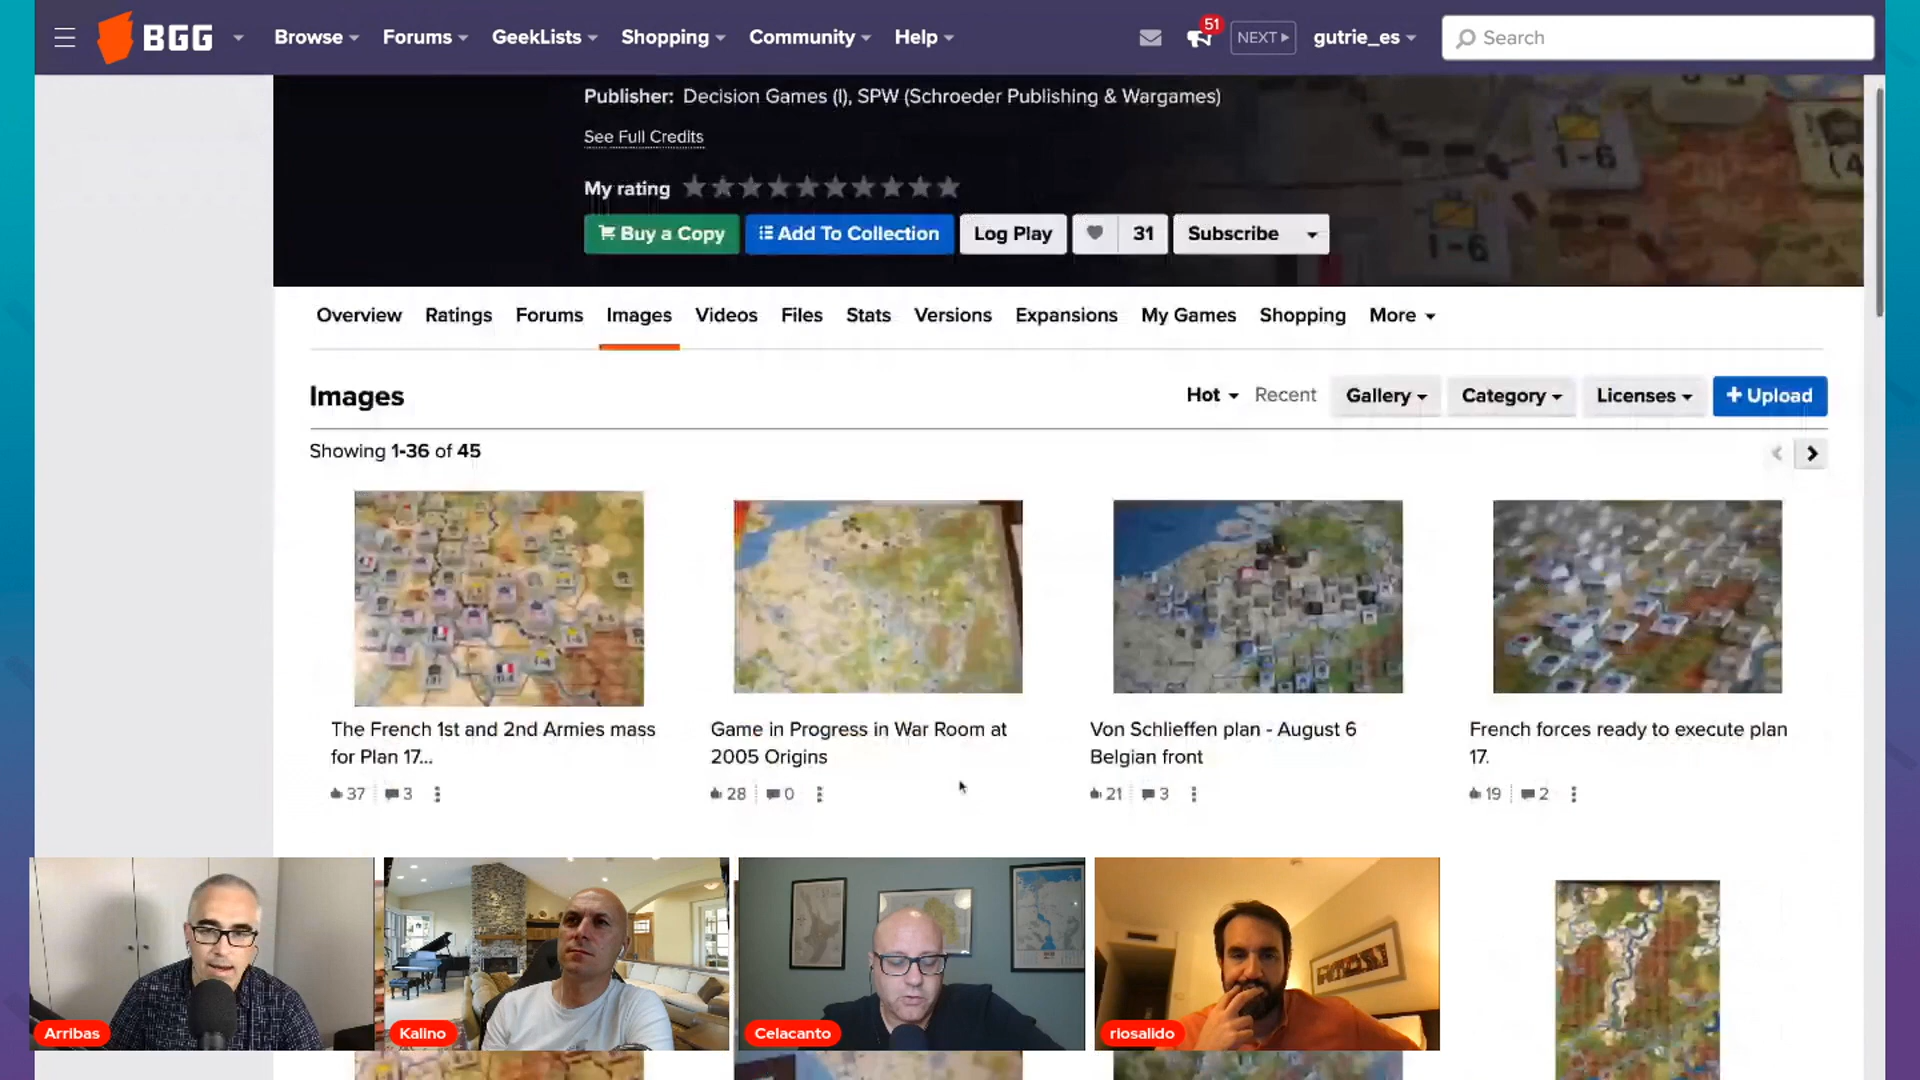 BGG
Browse
Forums
GeekLists
Shopping
Community
Help
51
NEXT
gutrie_es
Search
Publisher: Decision Games (I), SPW (Schroeder Publishing & Wargames)
See Full Credits
1-6
(4
1-6
My rating
Buy a Copy
Add To Collection
Log Play
31
Subscribe
Overview
Ratings
Forums
Images
Videos
Files
Stats
Versions
Expansions
My Games
Shopping
More
Images
Hot
Recent
Gallery
Category
Licenses
+ Upload
Showing 1-36 of 45
The French 1st and 2nd Armies mass
for Plan 17...
37
3
Game in Progress in War Room at
2005 Origins
28
0
Von Schlieffen plan - August 6
Belgian front
21
3
French forces ready to execute plan
17.
19
2
Arribas
Kalino
Celacanto
riosalido